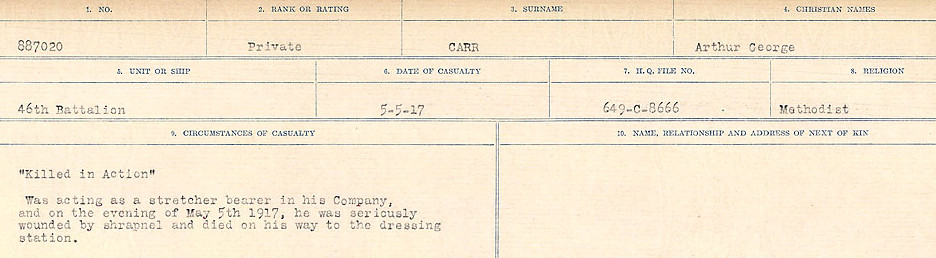 1. NO. 2. RANK OR RATING 3. SURNAME 4. CHRISTIAN NAMES
887020 Private CARR Arthur George
5. UNIT OR SHIP 6. DATE OF CASUALTY 7. H.Q. FILE NO. 8. RELIGION
46th Battalion 5-5-17 649-C-8666 Methodist
9. CIRCUMSTANCES OF CASUALTY 10. NAME, RELATIONSHIP AND ADDRESS OF NEXT OF KIN
"Killed in Action"
Was acting as a stretcher bearer in his Company,
and on the evening of May 5th 1917, he was seriously
wounded by shrapnel and died on his way to the dressing
station.